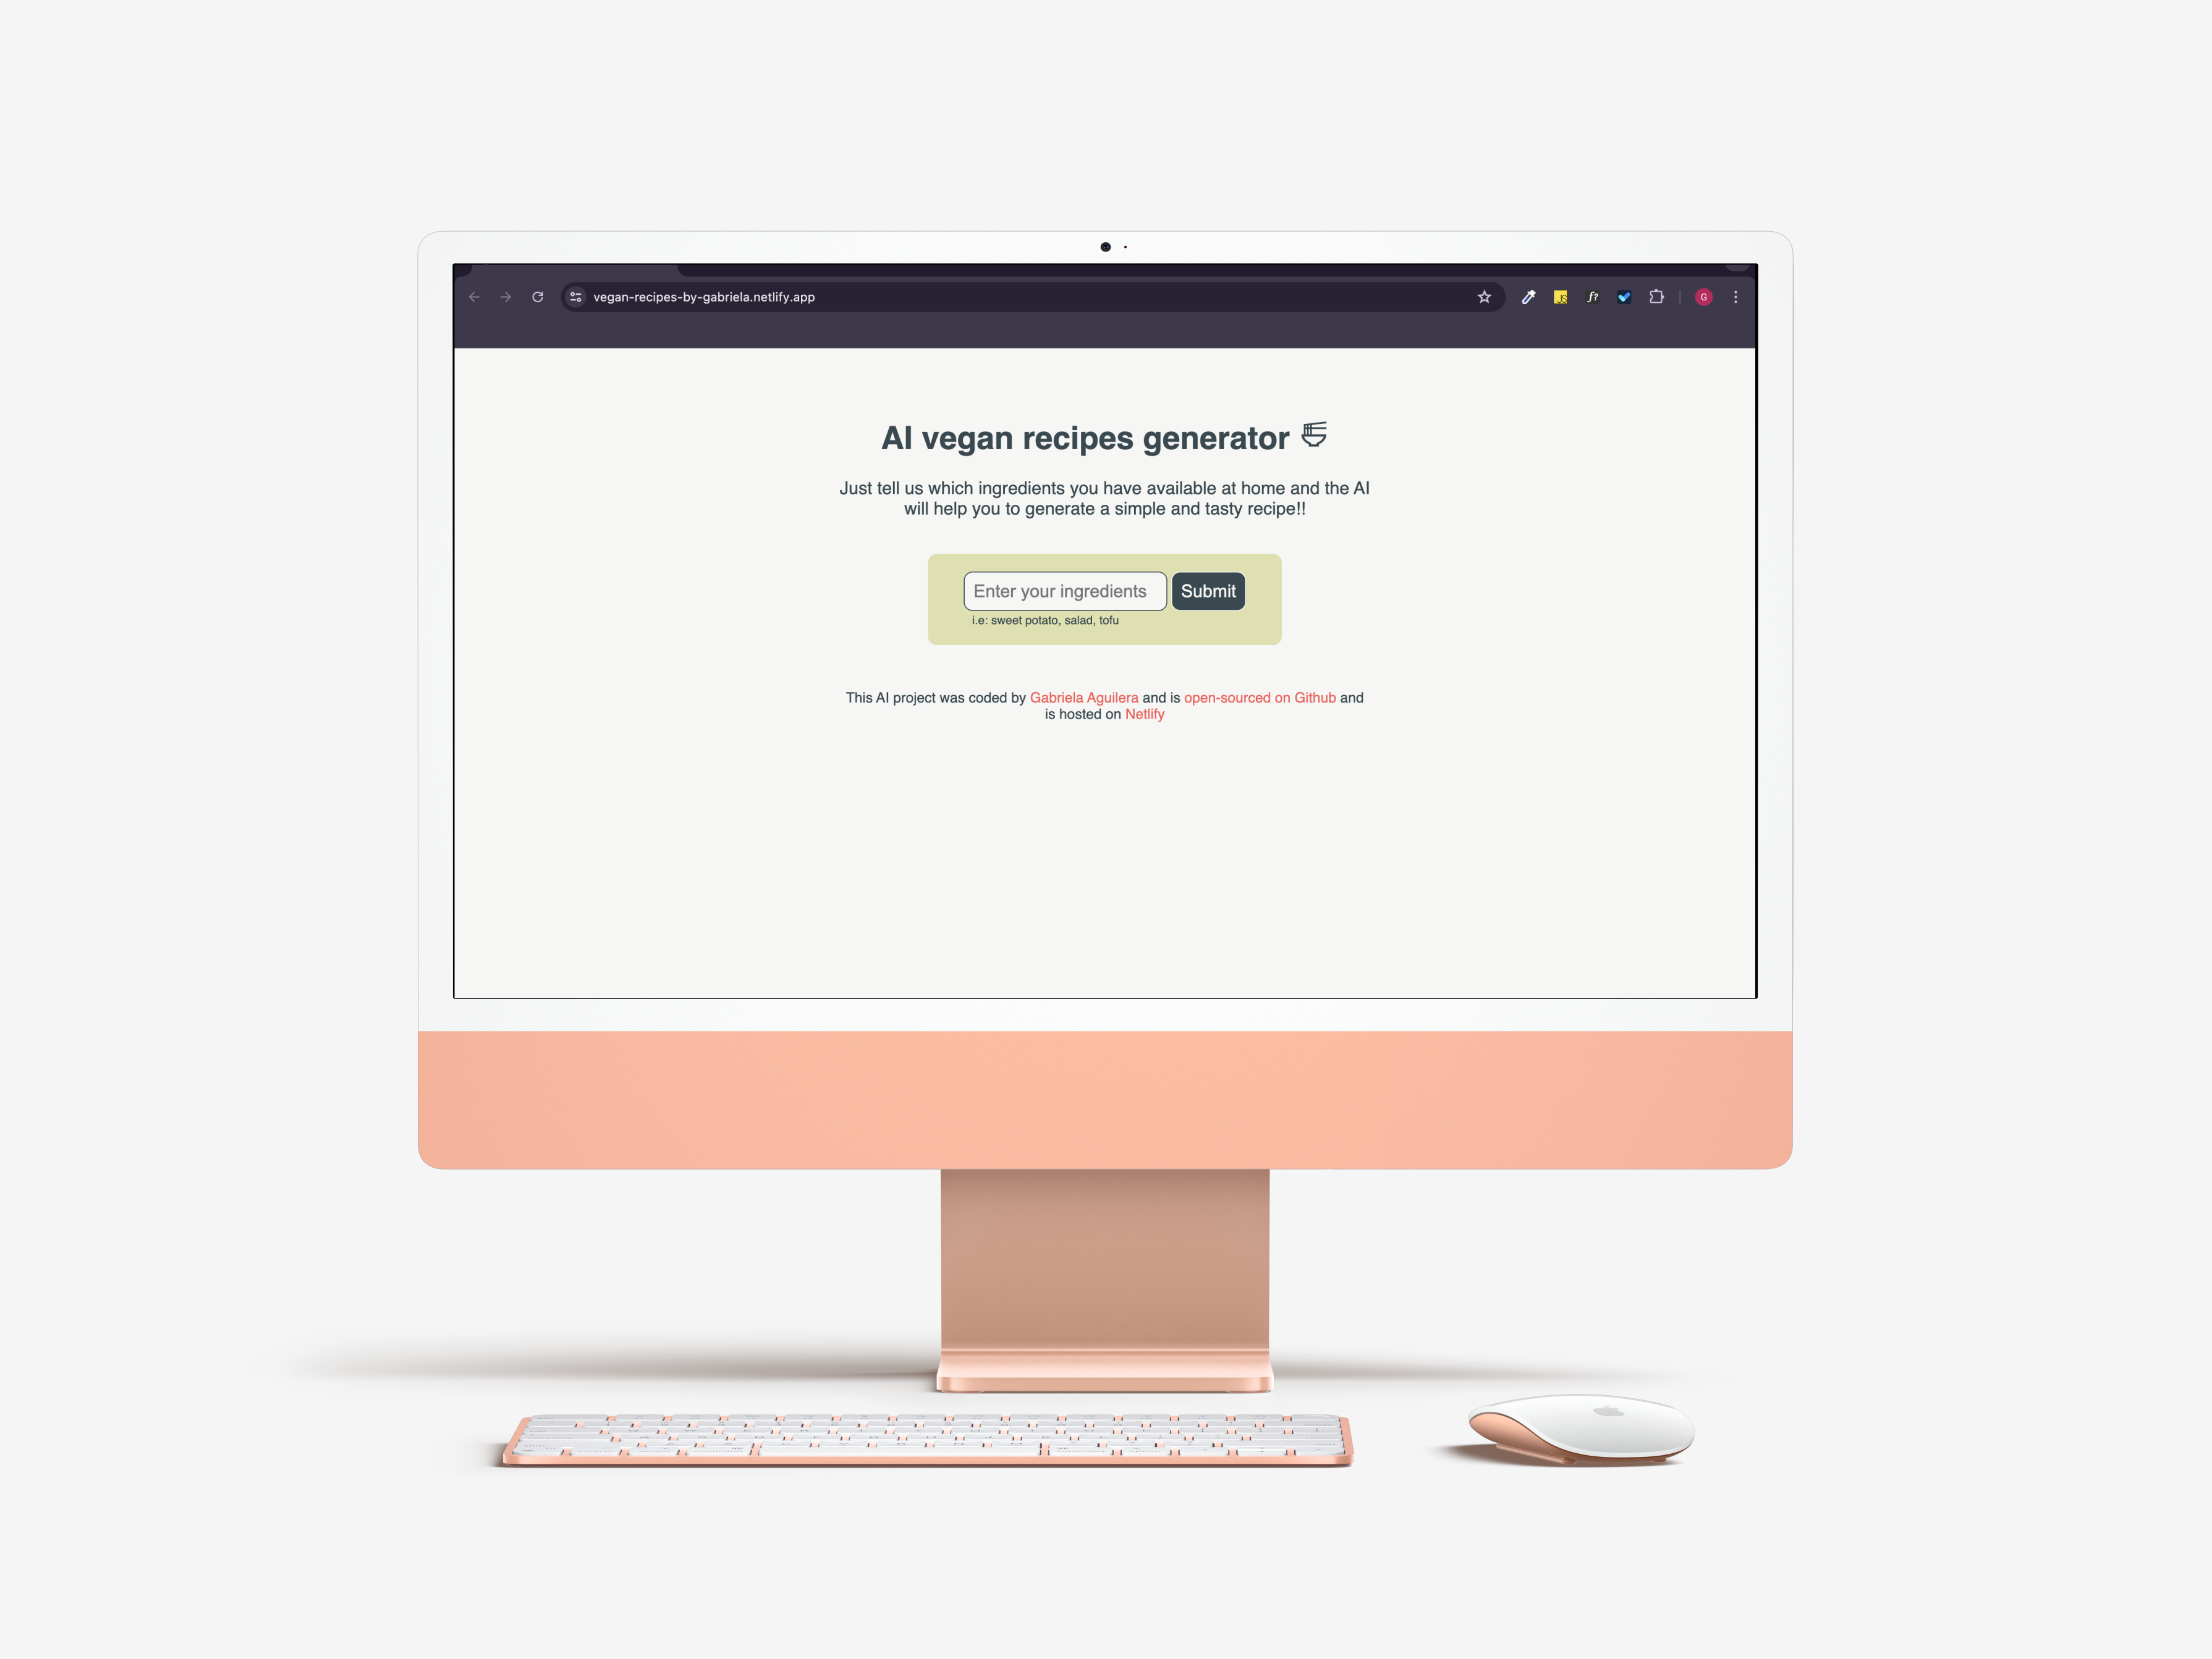 vegan-recipes-by-gabriela.netlify.app
JS
f?
G
AI vegan recipes generator
Just tell us which ingredients you have available at home and the AI
will help you to generate a simple and tasty recipe!!
Enter your ingredients
Submit
i.e: sweet potato, salad, tofu
This AI project was coded by Gabriela Aguilera and is open-sourced on Github and
is hosted on Netlify